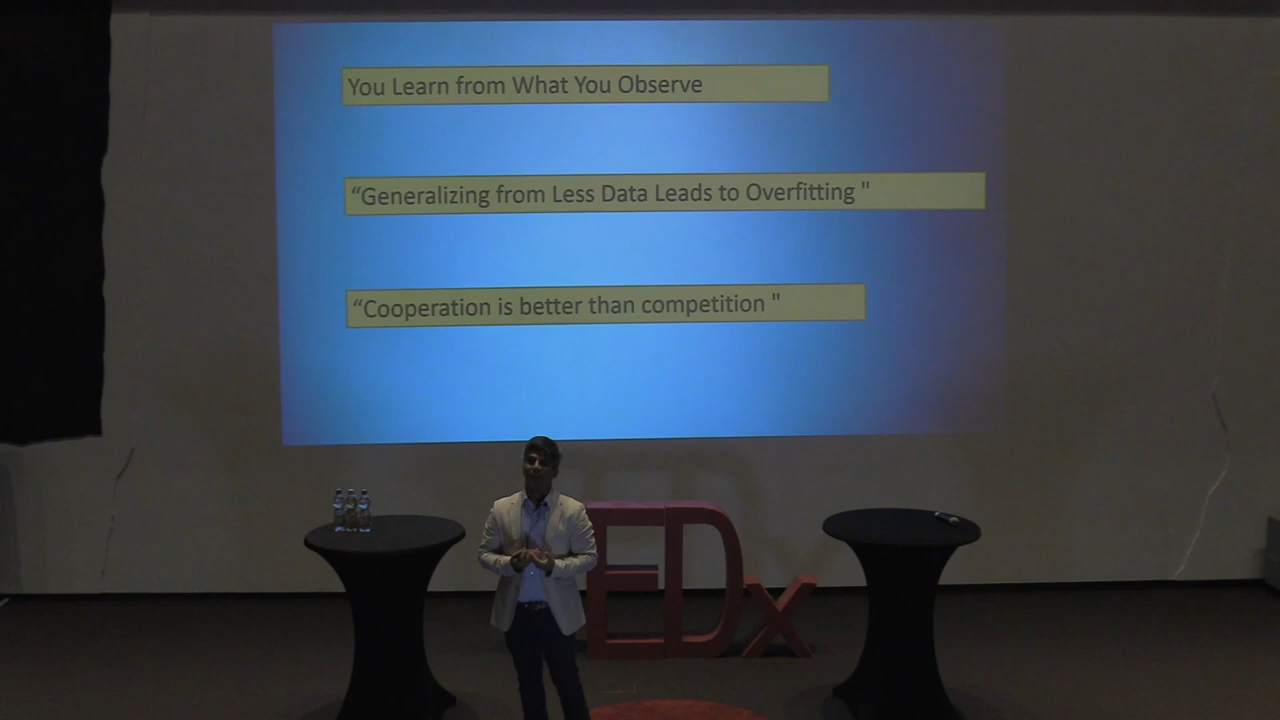 You Learn from What You Observe
“Generalizing from Less Data Leads to Overfitting "
“Cooperation is better than competition "
EDx